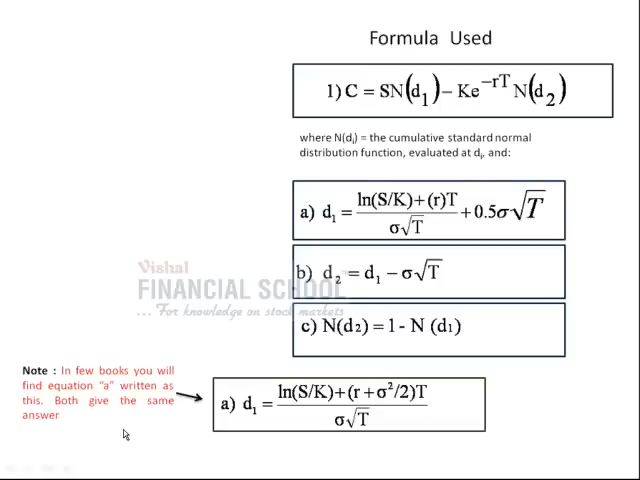 Formula Used
1) C = SN(d₁) − Ke^(−rT) N(d₂)
where N(dᵢ) = the cumulative standard normal
distribution function, evaluated at dᵢ, and:
a) d₁ = (ln(S/K) + (r)T)/(σ√T) + 0.5σ√T
b) d₂ = d₁ − σ√T
Vishal
FINANCIAL SCHOOL
... For knowledge on stock markets
c) N(d₂) = 1 - N (d₁)
Note : In few books you will
find equation “a” written as
this. Both give the same
answer
a) d₁ = (ln(S/K) + (r + σ²/2)T)/(σ√T)